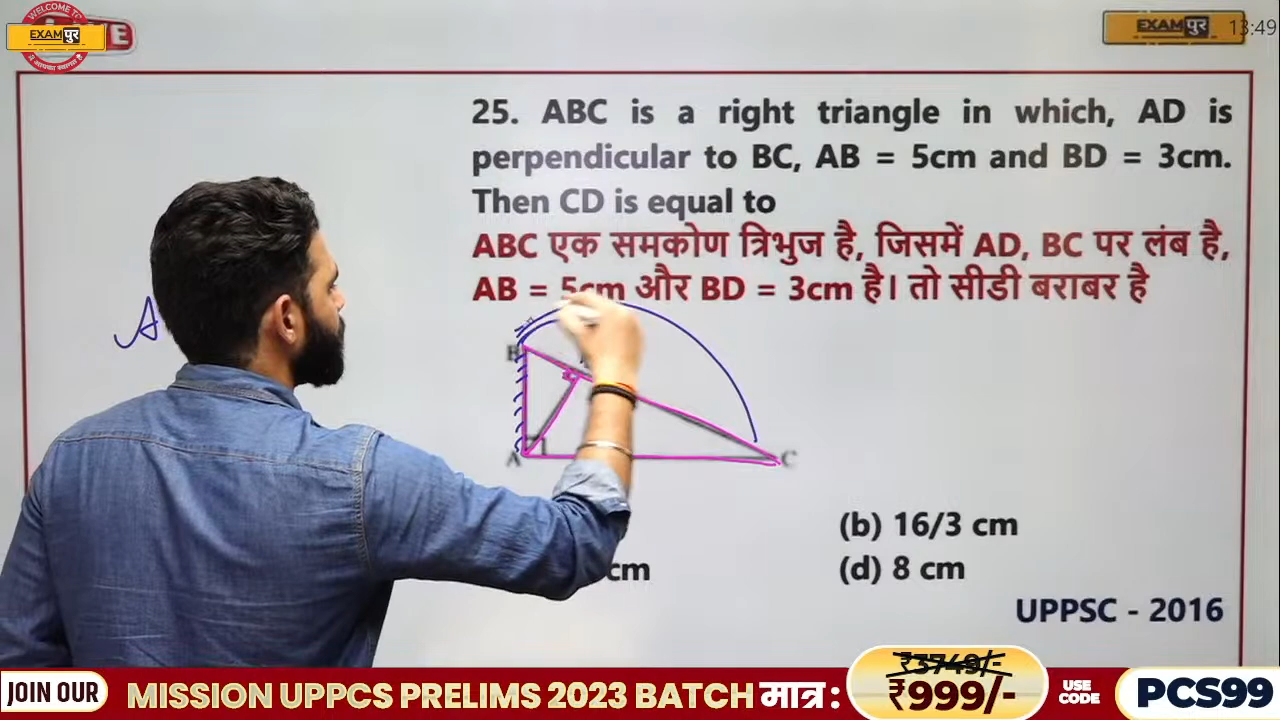 WELCOME TO
EXAMपुर
EXAMपुर
13:49
25. ABC is a right triangle in which, AD is
perpendicular to BC, AB = 5cm and BD = 3cm.
Then CD is equal to
ABC एक समकोण त्रिभुज है, जिसमें AD, BC पर लंब है,
AB = 5cm और BD = 3cm है। तो सीडी बराबर है
A
B
A
C
(b) 16/3 cm
cm
(d) 8 cm
UPPSC - 2016
JOIN OUR
MISSION UPPCS PRELIMS 2023 BATCH मात्र :
₹3749/-
₹999/-
USE
CODE
PCS99